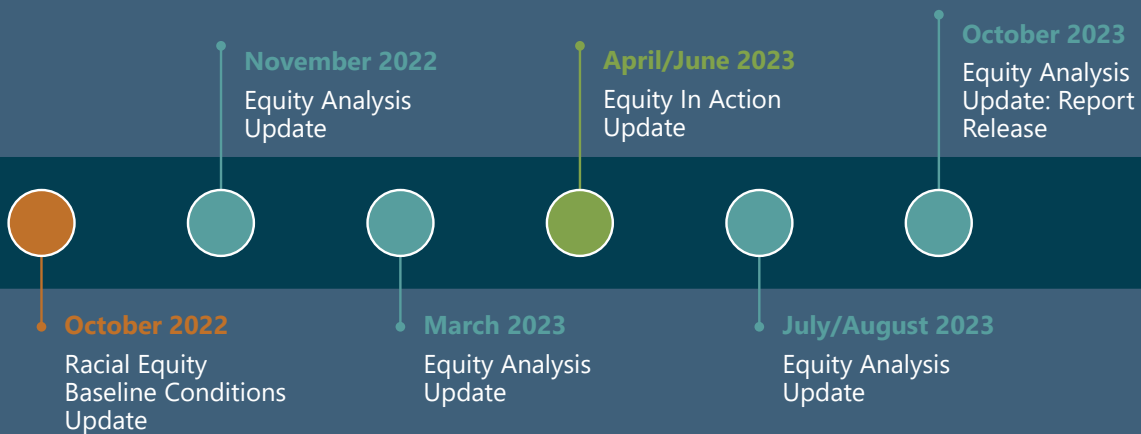 November 2022
Equity Analysis
Update
April/June 2023
Equity In Action
Update
October 2023
Equity Analysis
Update: Report
Release
October 2022
Racial Equity
Baseline Conditions
Update
March 2023
Equity Analysis
Update
July/August 2023
Equity Analysis
Update